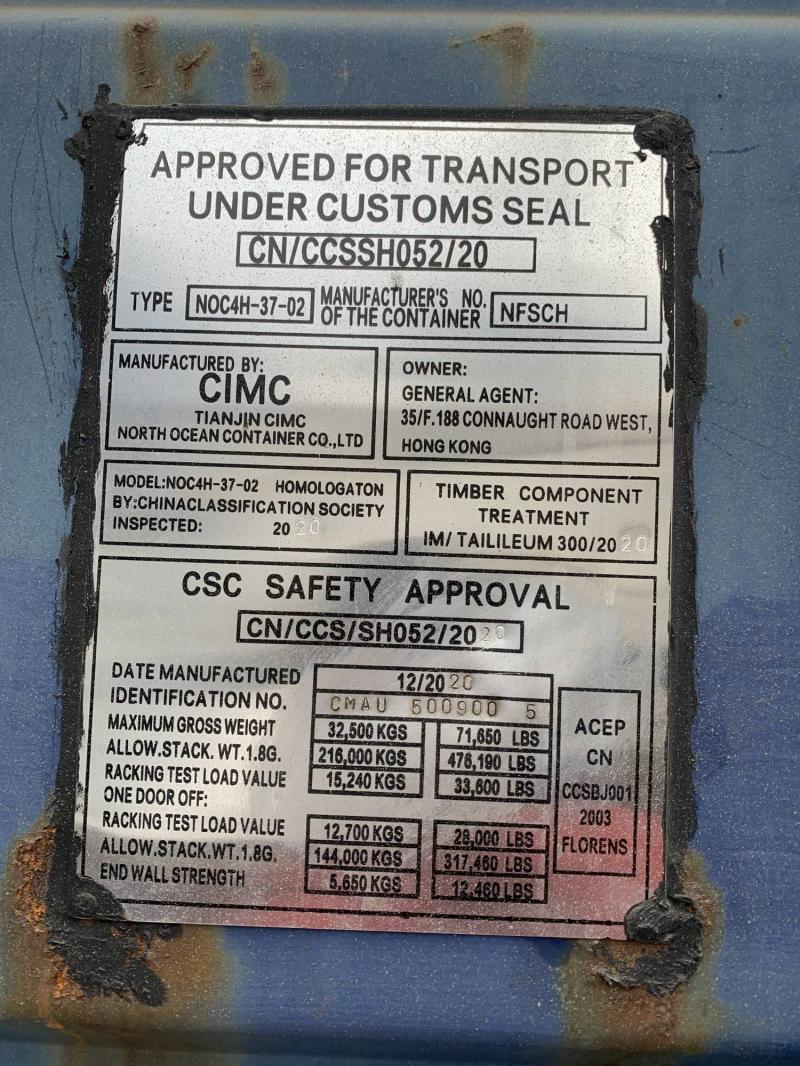 APPROVED FOR TRANSPORT
UNDER CUSTOMS SEAL
CN/CCSSH052/20
TYPE NOC4H-37-02 MANUFACTURER'S NO. OF THE CONTAINER NFSCH
MANUFACTURED BY:
CIMC
TIANJIN CIMC
NORTH OCEAN CONTAINER CO.,LTD
OWNER:
GENERAL AGENT:
35/F.188 CONNAUGHT ROAD WEST,
HONG KONG
MODEL:NOC4H-37-02 HOMOLOGATON
BY:CHINACLASSIFICATION SOCIETY
INSPECTED: 2020
TIMBER COMPONENT
TREATMENT
IM/ TAILILEUM 300/2020
CSC SAFETY APPROVAL
CN/CCS/SH052/2020
DATE MANUFACTURED 12/2020
IDENTIFICATION NO. CMAU 500900 5
MAXIMUM GROSS WEIGHT 32,500 KGS 71,650 LBS
ALLOW.STACK. WT.1.8G. 216,000 KGS 476,190 LBS
RACKING TEST LOAD VALUE 15,240 KGS 33,600 LBS
ONE DOOR OFF:
RACKING TEST LOAD VALUE 12,700 KGS 28,000 LBS
ALLOW.STACK.WT.1.8G. 144,000 KGS 317,460 LBS
END WALL STRENGTH 5,650 KGS 12,460 LBS
ACEP
CN
CCSBJ001
2003
FLORENS